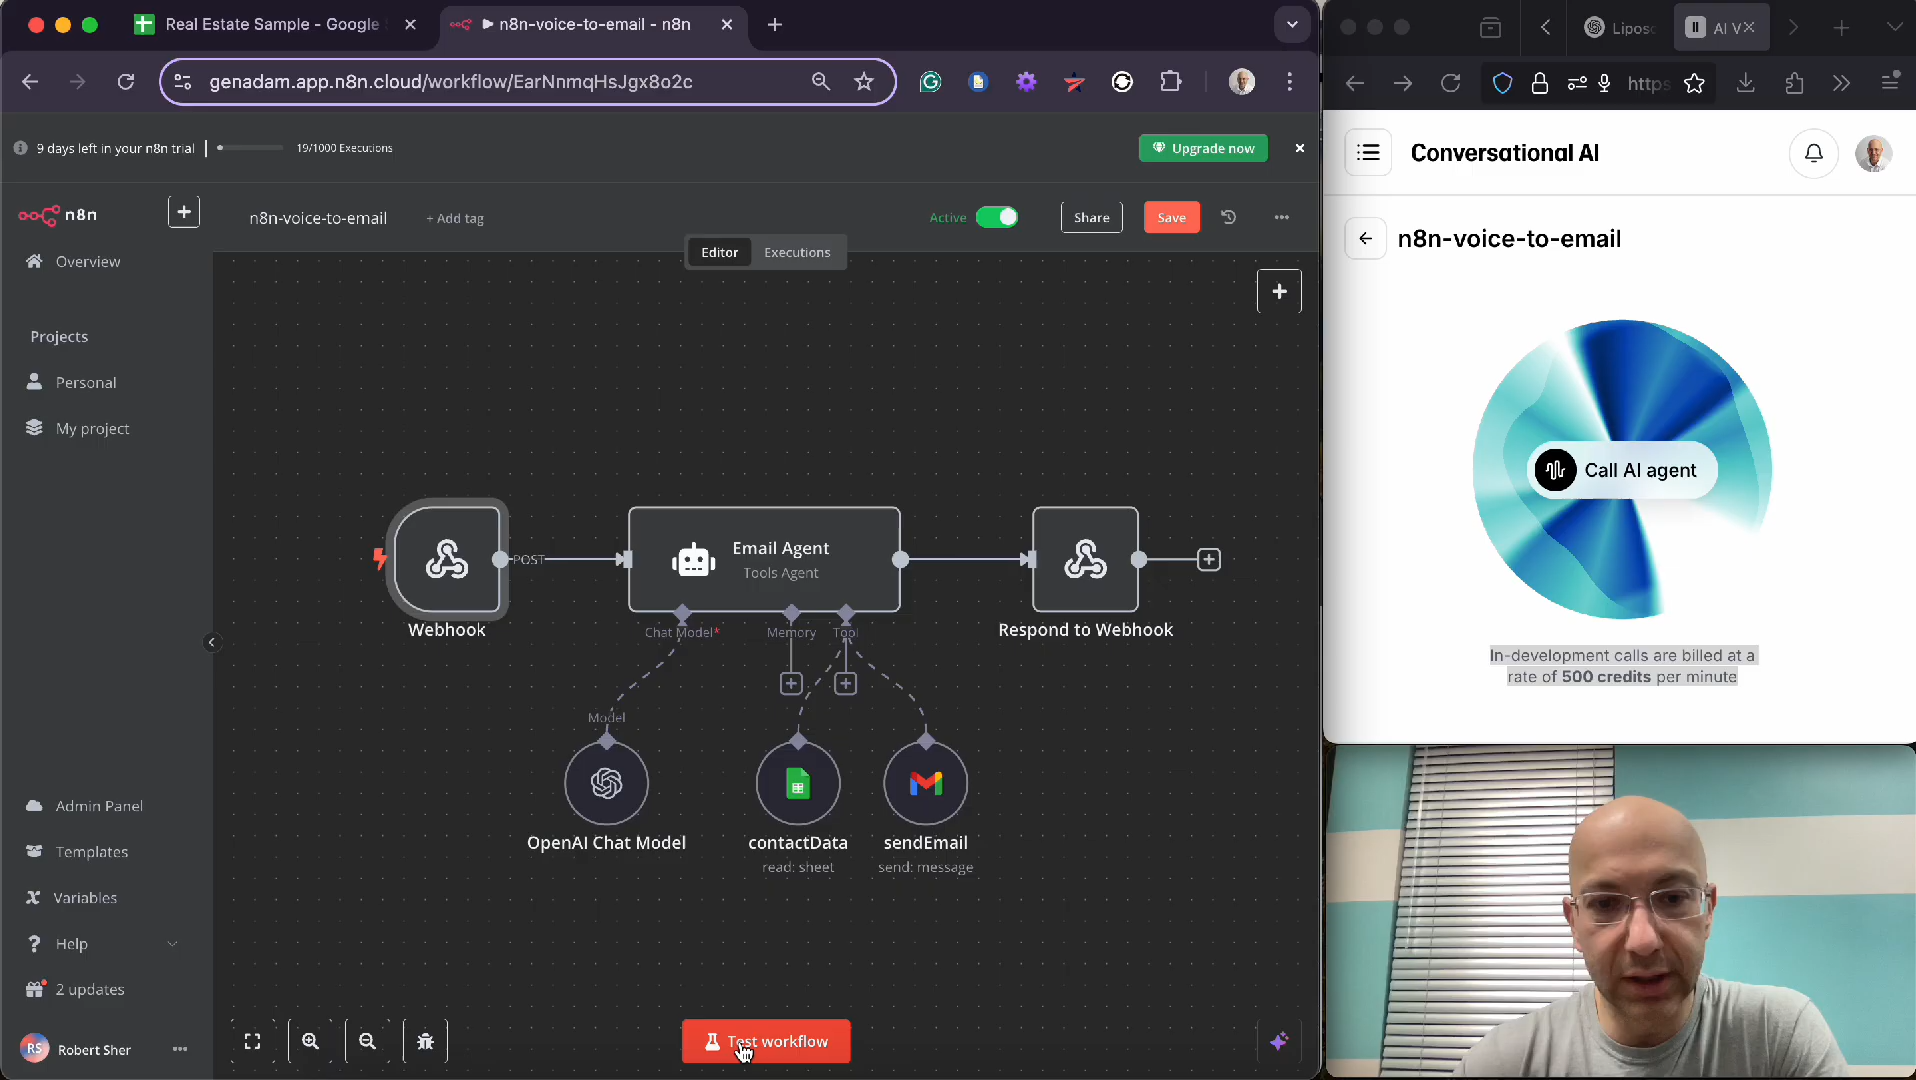 Real Estate Sample - Google
n8n-voice-to-email - n8n
genadam.app.n8n.cloud/workflow/EarNnmqHsJgx8o2c
9 days left in your n8n trial
19/1000 Executions
Upgrade now
n8n
n8n-voice-to-email
+ Add tag
Active
Share
Save
Editor
Executions
Overview
Projects
Personal
My project
Admin Panel
Templates
Variables
Help
2 updates
RS
Robert Sher
POST
Webhook
Email Agent
Tools Agent
Chat Model*
Memory
Tool
Respond to Webhook
Model
OpenAI Chat Model
contactData
read: sheet
sendEmail
send: message
Test workflow
Liposc
AI V
https
Conversational AI
n8n-voice-to-email
Call AI agent
In-development calls are billed at a
rate of 500 credits per minute